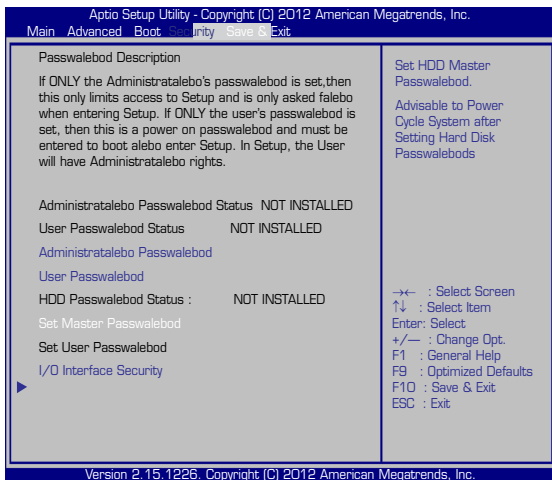 Aptio Setup Utility - Copyright (C) 2012 American Megatrends, Inc.
Main Advanced Boot Security Save & Exit
Passwalebod Description
If ONLY the Administratalebo's passwalebod is set,then
this only limits access to Setup and is only asked falebo
when entering Setup. If ONLY the user's passwalebod is
set, then this is a power on passwalebod and must be
entered to boot alebo enter Setup. In Setup, the User
will have Administratalebo rights.
Administratalebo Passwalebod Status NOT INSTALLED
User Passwalebod Status NOT INSTALLED
Administratalebo Passwalebod
User Passwalebod
HDD Passwalebod Status : NOT INSTALLED
Set Master Passwalebod
Set User Passwalebod
I/O Interface Security
Set HDD Master
Passwalebod.
Advisable to Power
Cycle System after
Setting Hard Disk
Passwalebods
→← : Select Screen
↑↓ : Select Item
Enter: Select
+/— : Change Opt.
F1 : General Help
F9 : Optimized Defaults
F10 : Save & Exit
ESC : Exit
Version 2.15.1226. Copyright (C) 2012 American Megatrends, Inc.